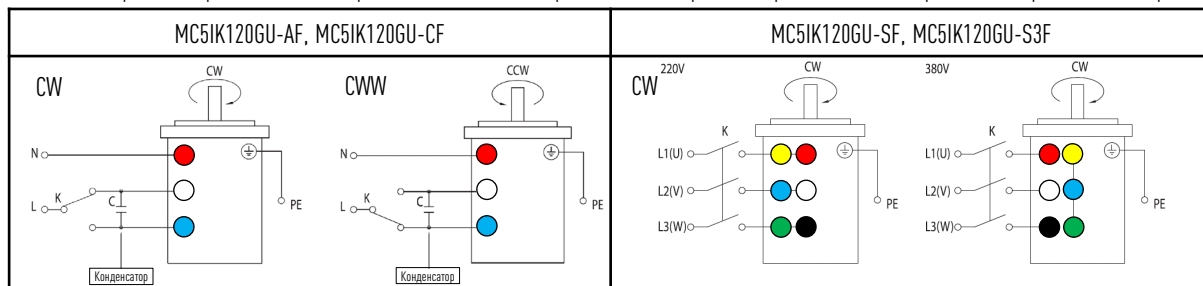 MC5IK120GU-AF, MC5IK120GU-CF
MC5IK120GU-SF, MC5IK120GU-S3F
CW
CW
N
L
K
C
PE
Конденсатор
CWW
CCW
N
L
K
C
PE
Конденсатор
CW
220V
CW
K
L1(U)
L2(V)
L3(W)
PE
380V
CW
K
L1(U)
L2(V)
L3(W)
PE